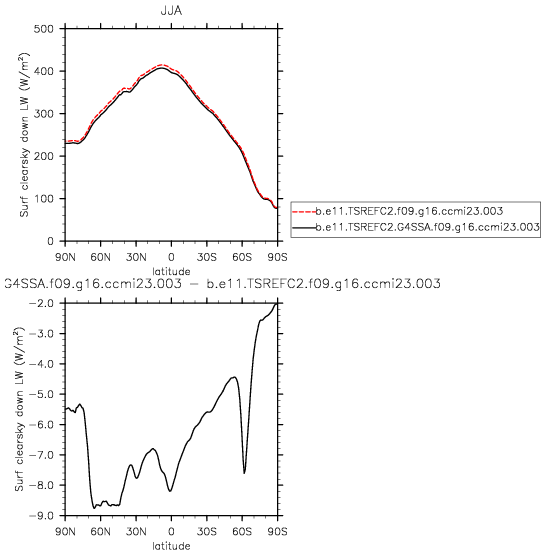 JJA
500
400
300
200
100
0
Surf clearsky down LW (W/m²)
90N 60N 30N 0 30S 60S 90S
latitude
b.e11.TSREFC2.f09.g16.ccmi23.003
b.e11.TSREFC2.G4SSA.f09.g16.ccmi23.003
G4SSA.f09.g16.ccmi23.003 - b.e11.TSREFC2.f09.g16.ccmi23.003
-2.0
-3.0
-4.0
-5.0
-6.0
-7.0
-8.0
-9.0
Surf clearsky down LW (W/m²)
90N 60N 30N 0 30S 60S 90S
latitude